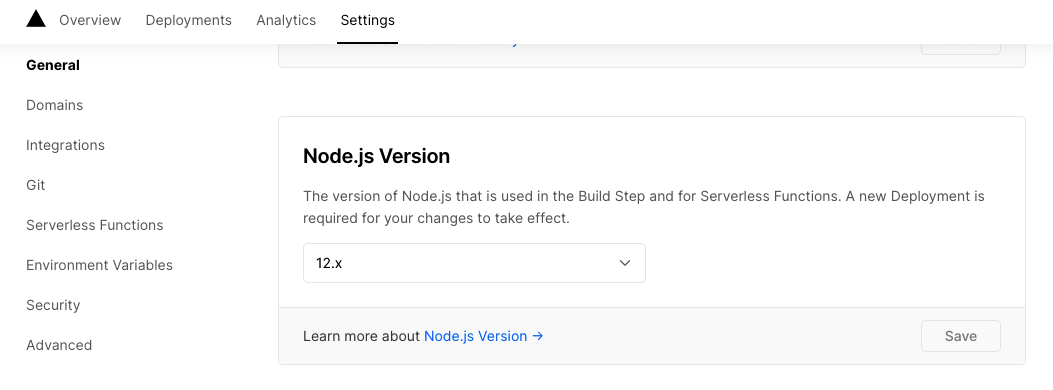 Overview Deployments Analytics Settings
General
Domains
Integrations
Git
Serverless Functions
Environment Variables
Security
Advanced
Node.js Version
The version of Node.js that is used in the Build Step and for Serverless Functions. A new Deployment is
required for your changes to take effect.
12.x
Learn more about Node.js Version →
Save